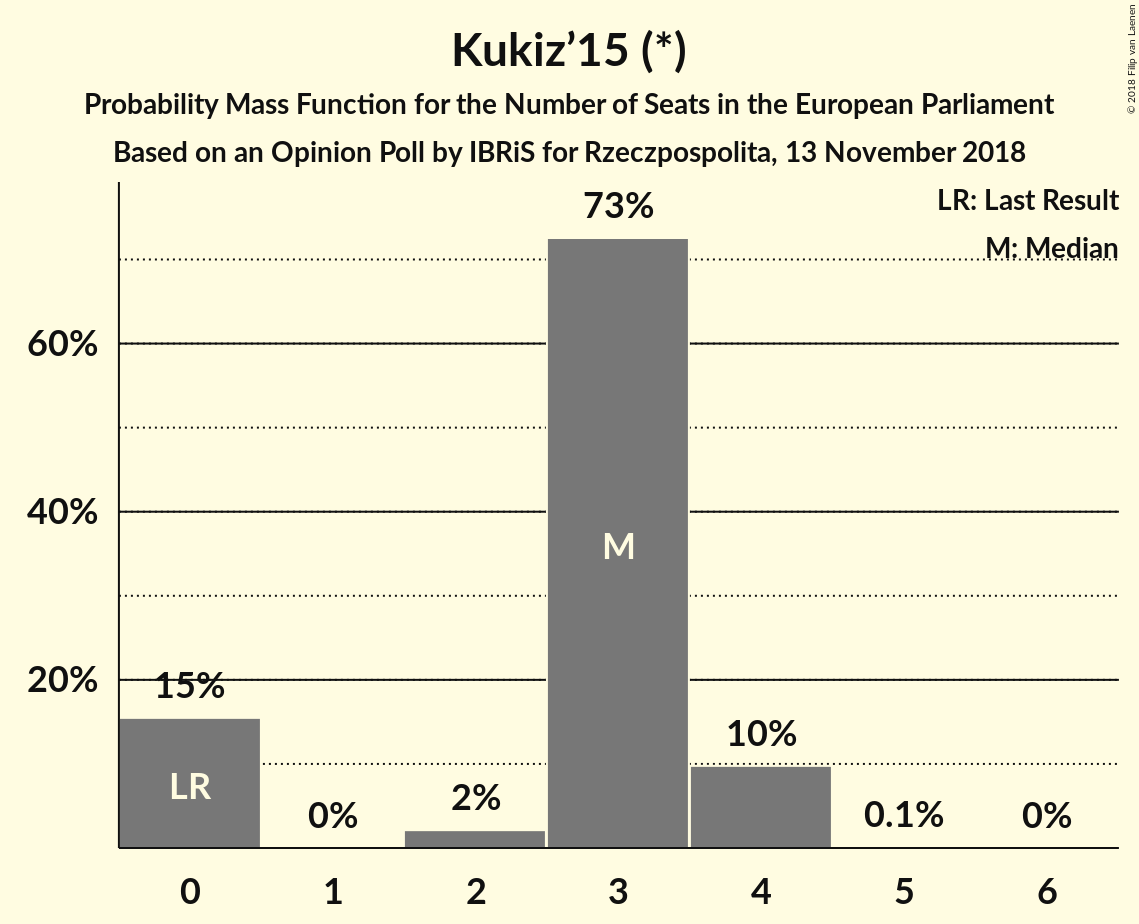 Kukiz’15 (*)
Probability Mass Function for the Number of Seats in the European Parliament
Based on an Opinion Poll by IBRiS for Rzeczpospolita, 13 November 2018
© 2018 Filip van Laenen
LR: Last Result
M: Median
60%
40%
20%
15%
0%
2%
73%
10%
0.1%
0%
LR
M
0 1 2 3 4 5 6